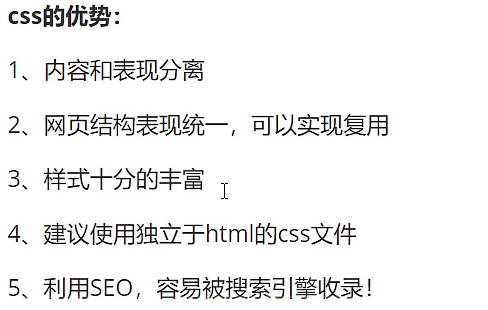 css的优势：
1、内容和表现分离
2、网页结构表现统一，可以实现复用
3、样式十分的丰富
4、建议使用独立于html的css文件
5、利用SEO，容易被搜索引擎收录！